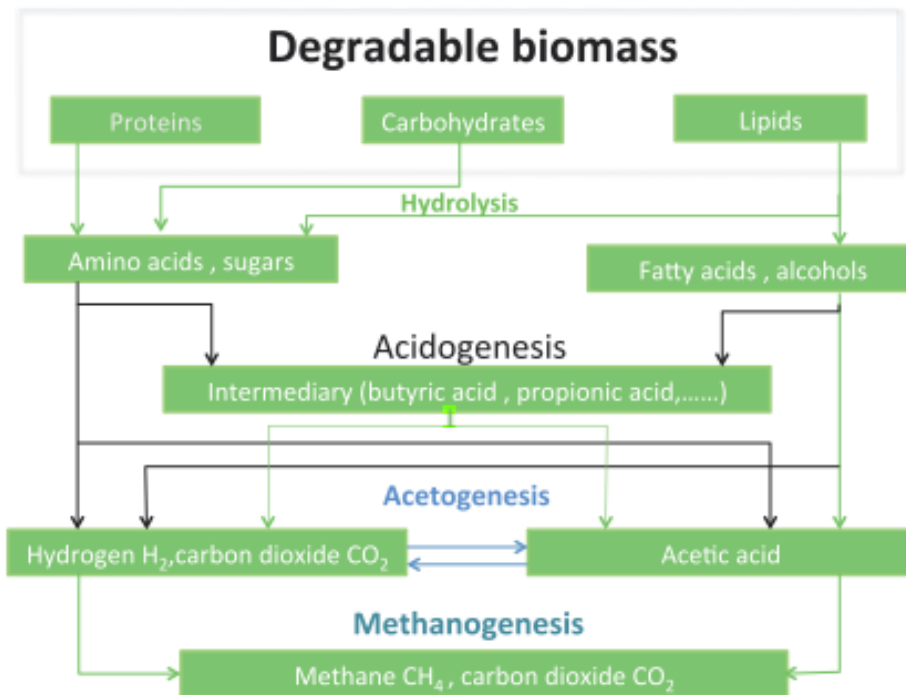 Degradable biomass
Proteins
Carbohydrates
Lipids
Hydrolysis
Amino acids , sugars
Fatty acids , alcohols
Acidogenesis
Intermediary (butyric acid , propionic acid,......)
Acetogenesis
Hydrogen H₂,carbon dioxide CO₂
Acetic acid
Methanogenesis
Methane CH₄ , carbon dioxide CO₂